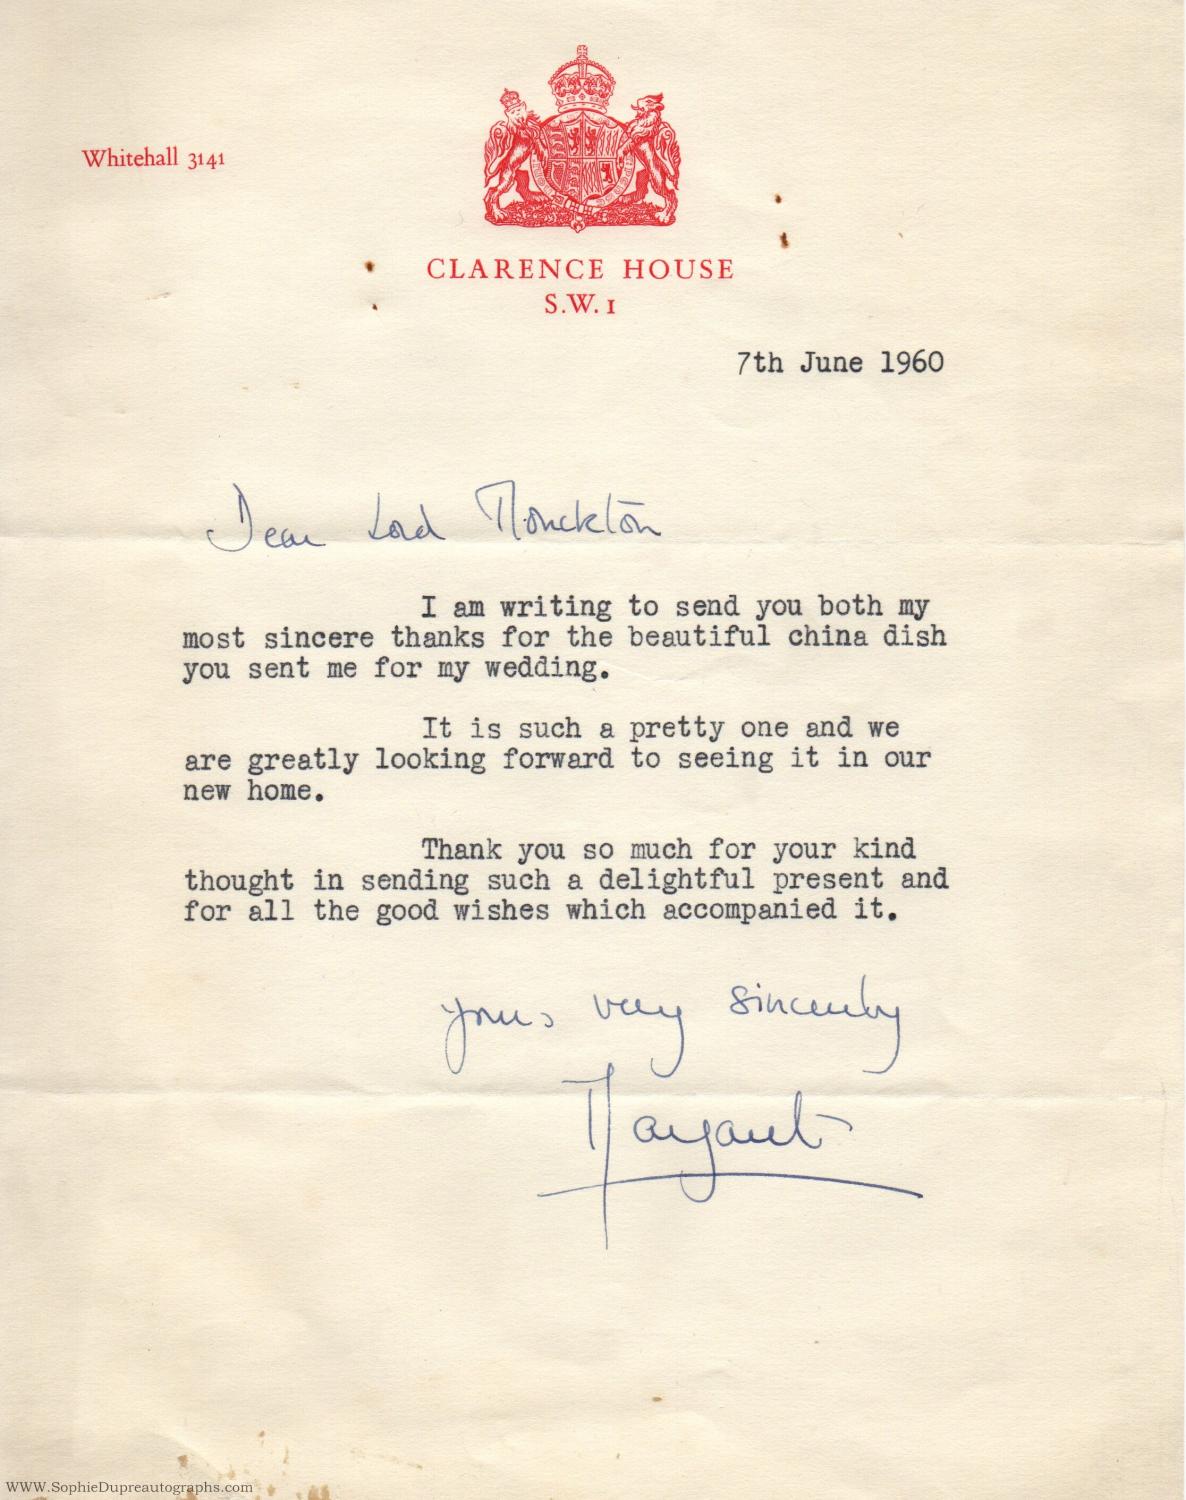 Whitehall 3141
CLARENCE HOUSE
S.W. 1
7th June 1960
Dear Lord Monckton
I am writing to send you both my
most sincere thanks for the beautiful china dish
you sent me for my wedding.
It is such a pretty one and we
are greatly looking forward to seeing it in our
new home.
Thank you so much for your kind
thought in sending such a delightful present and
for all the good wishes which accompanied it.
yours very sincerely
Margaret
WWW.SophieDupreautographs.com